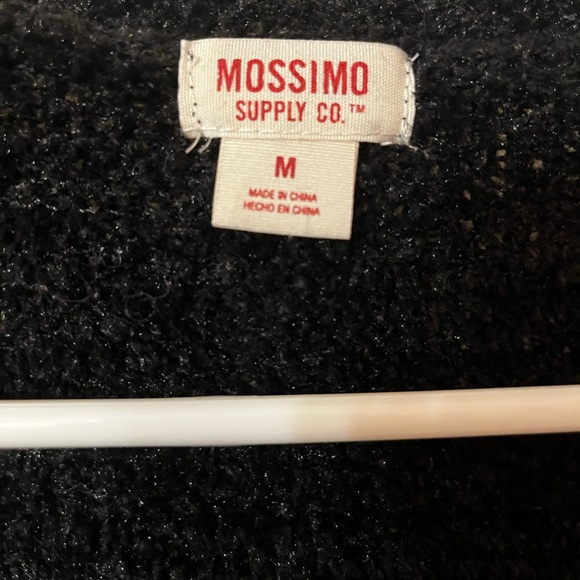 MOSSIMO
SUPPLY CO.™
M
MADE IN CHINA
HECHO EN CHINA